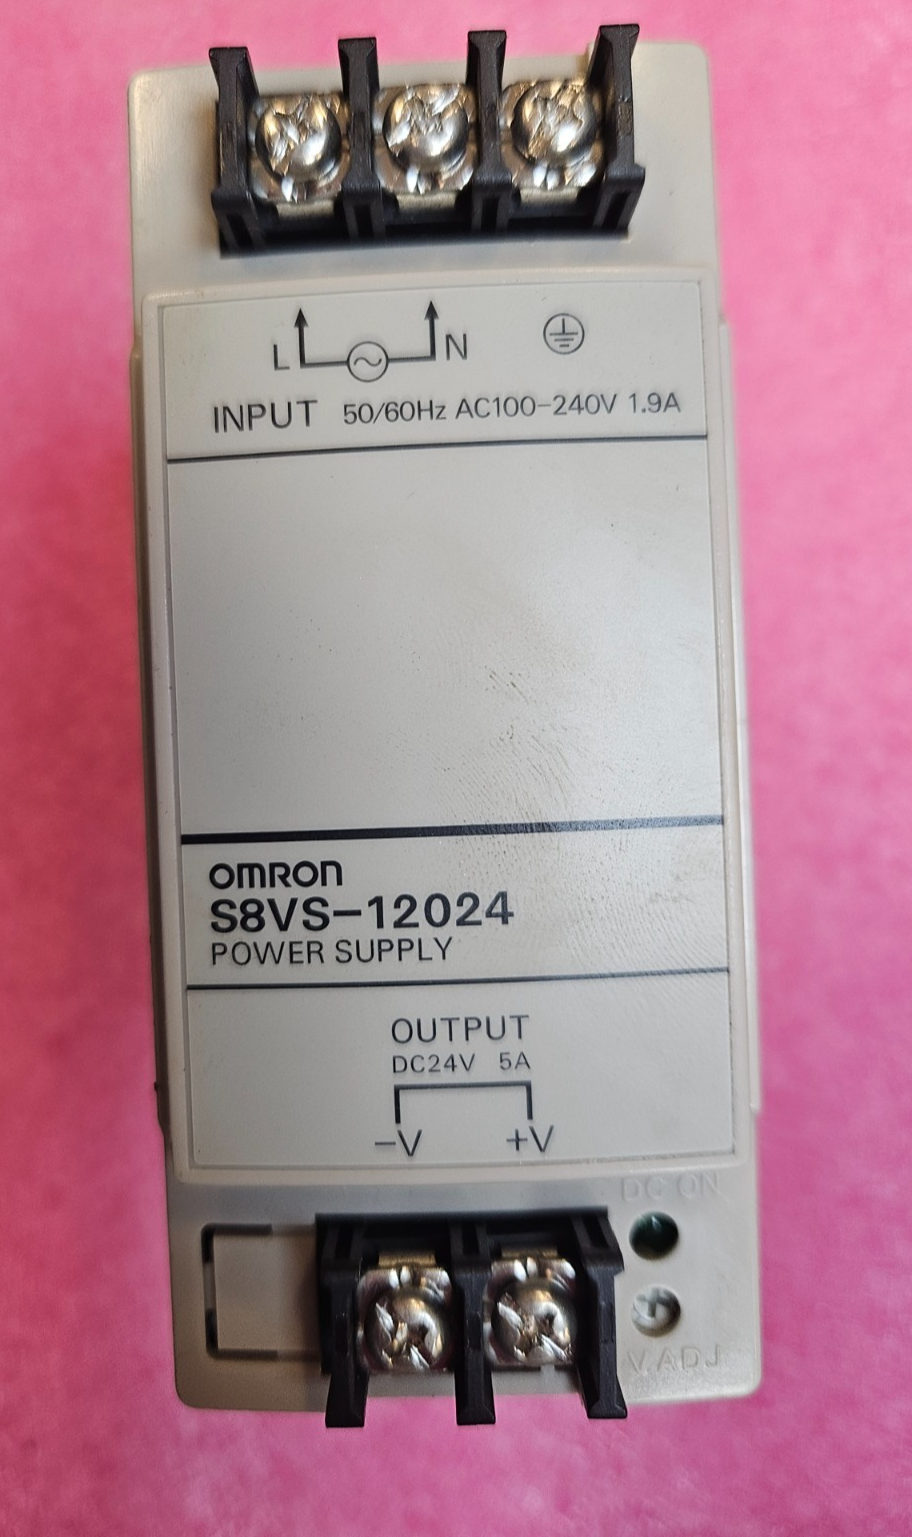 L N
INPUT 50/60Hz AC100-240V 1.9A
OMRON
S8VS-12024
POWER SUPPLY
OUTPUT
DC24V 5A
-V +V
DC ON
V.ADJ